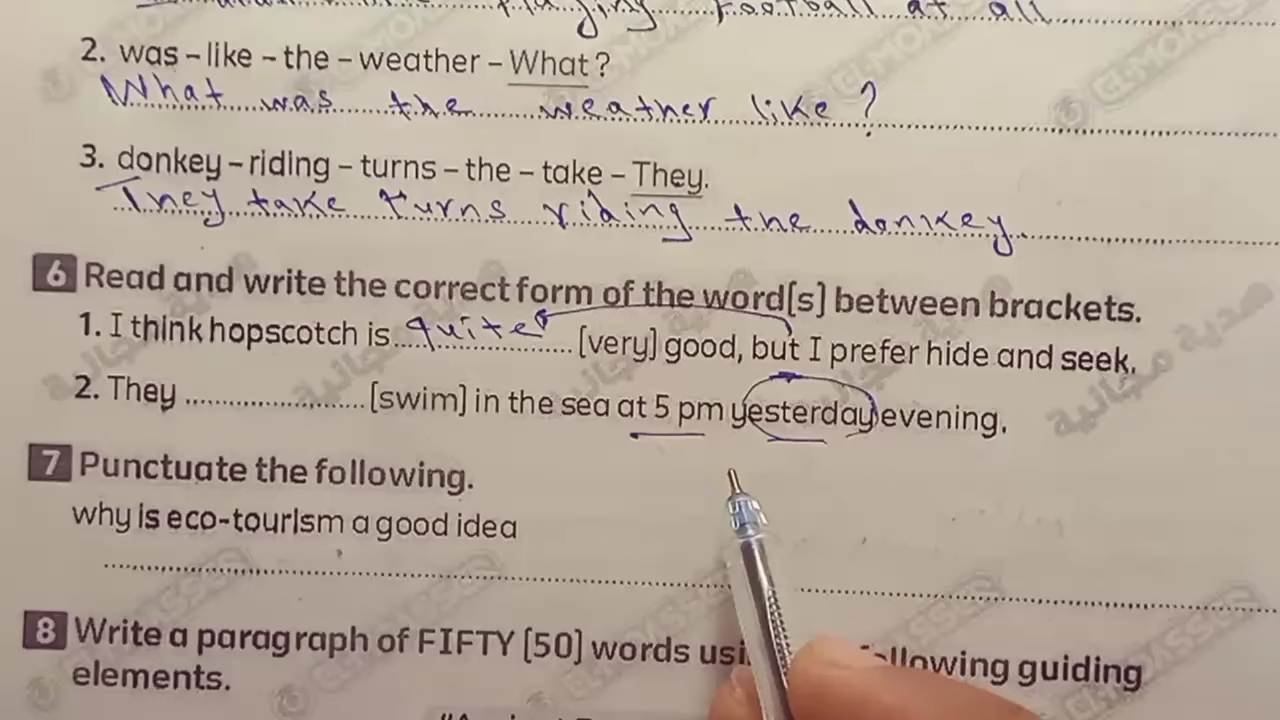 playing football at all
2. was – like – the – weather – What?
What was the weather like?
3. donkey – riding – turns – the – take – They.
They take turns riding the donkey.
6 Read and write the correct form of the word[s] between brackets.
1. I think hopscotch is quite [very] good, but I prefer hide and seek.
2. They .................... [swim] in the sea at 5 pm yesterday evening.
7 Punctuate the following.
why is eco-tourism a good idea
8 Write a paragraph of FIFTY [50] words following guiding
elements.